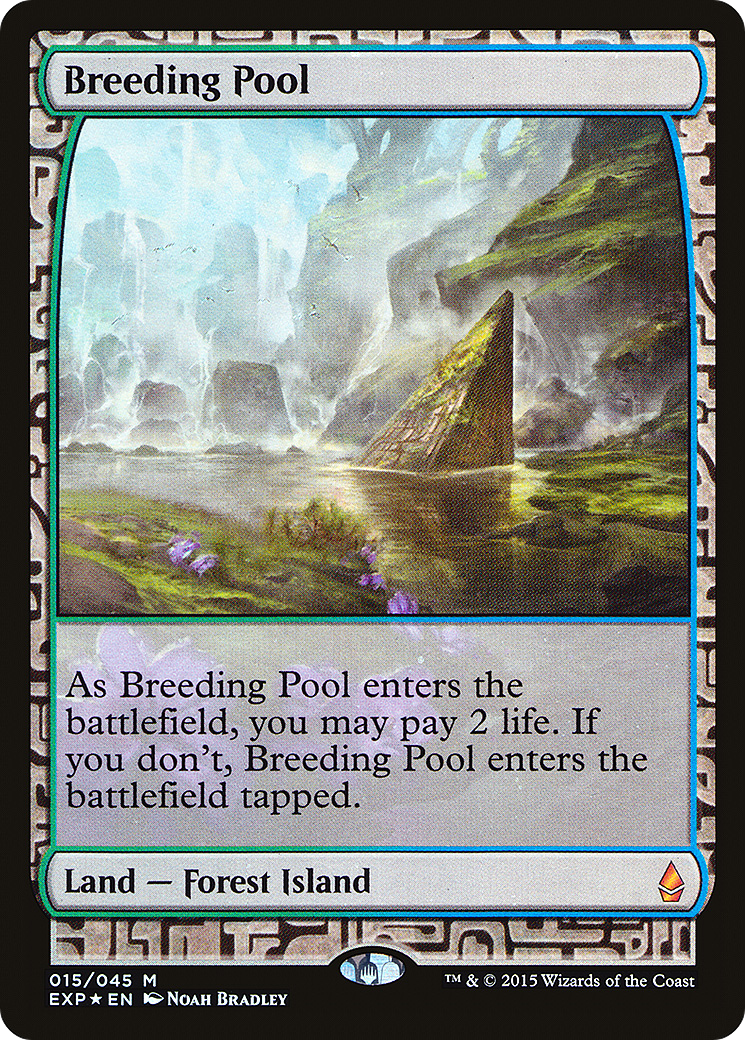 Breeding Pool
As Breeding Pool enters the
battlefield, you may pay 2 life. If
you don't, Breeding Pool enters the
battlefield tapped.
Land — Forest Island
015/045 M
EXP★EN Noah Bradley
™ & © 2015 Wizards of the Coast